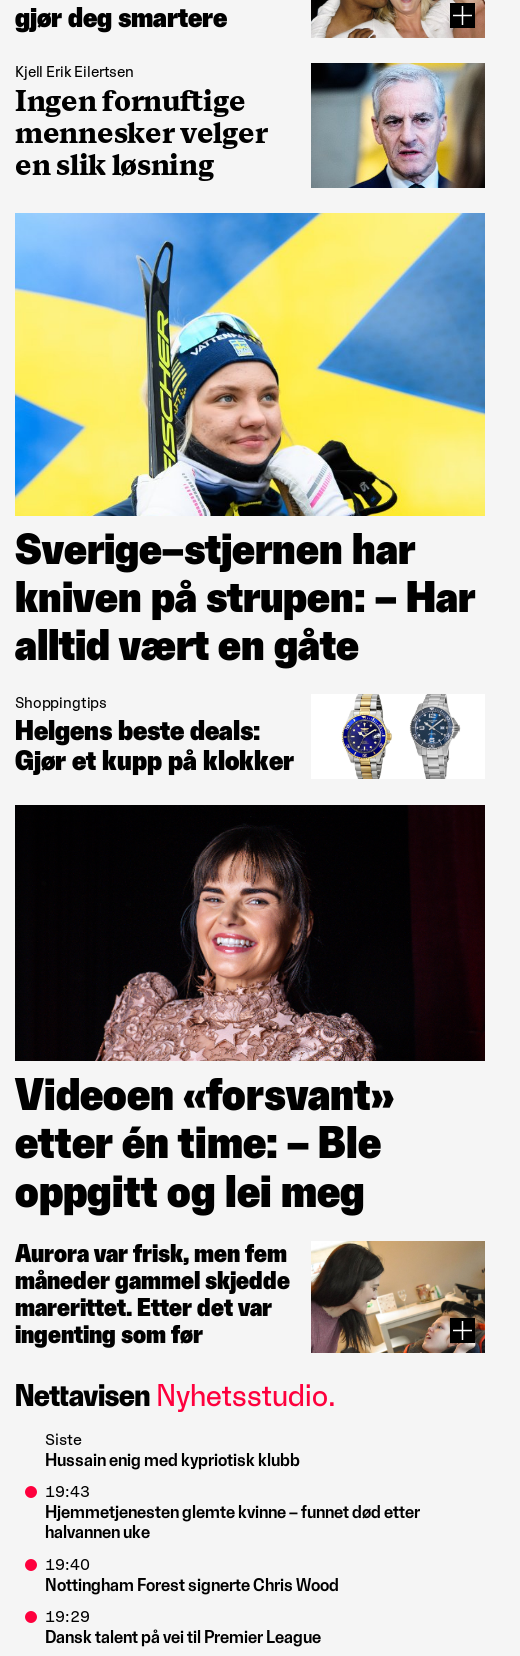 gjør deg smartere
Kjell Erik Eilertsen
Ingen fornuftige
mennesker velger
en slik løsning
FISCHER
VATTENFALL
Sverige–stjernen har
kniven på strupen: – Har
alltid vært en gåte
Shoppingtips
Helgens beste deals:
Gjør et kupp på klokker
Videoen «forsvant»
etter én time: – Ble
oppgitt og lei meg
Aurora var frisk, men fem
måneder gammel skjedde
marerittet. Etter det var
ingenting som før
Nettavisen Nyhetsstudio.
Siste
Hussain enig med kypriotisk klubb
19:43
Hjemmetjenesten glemte kvinne – funnet død etter
halvannen uke
19:40
Nottingham Forest signerte Chris Wood
19:29
Dansk talent på vei til Premier League